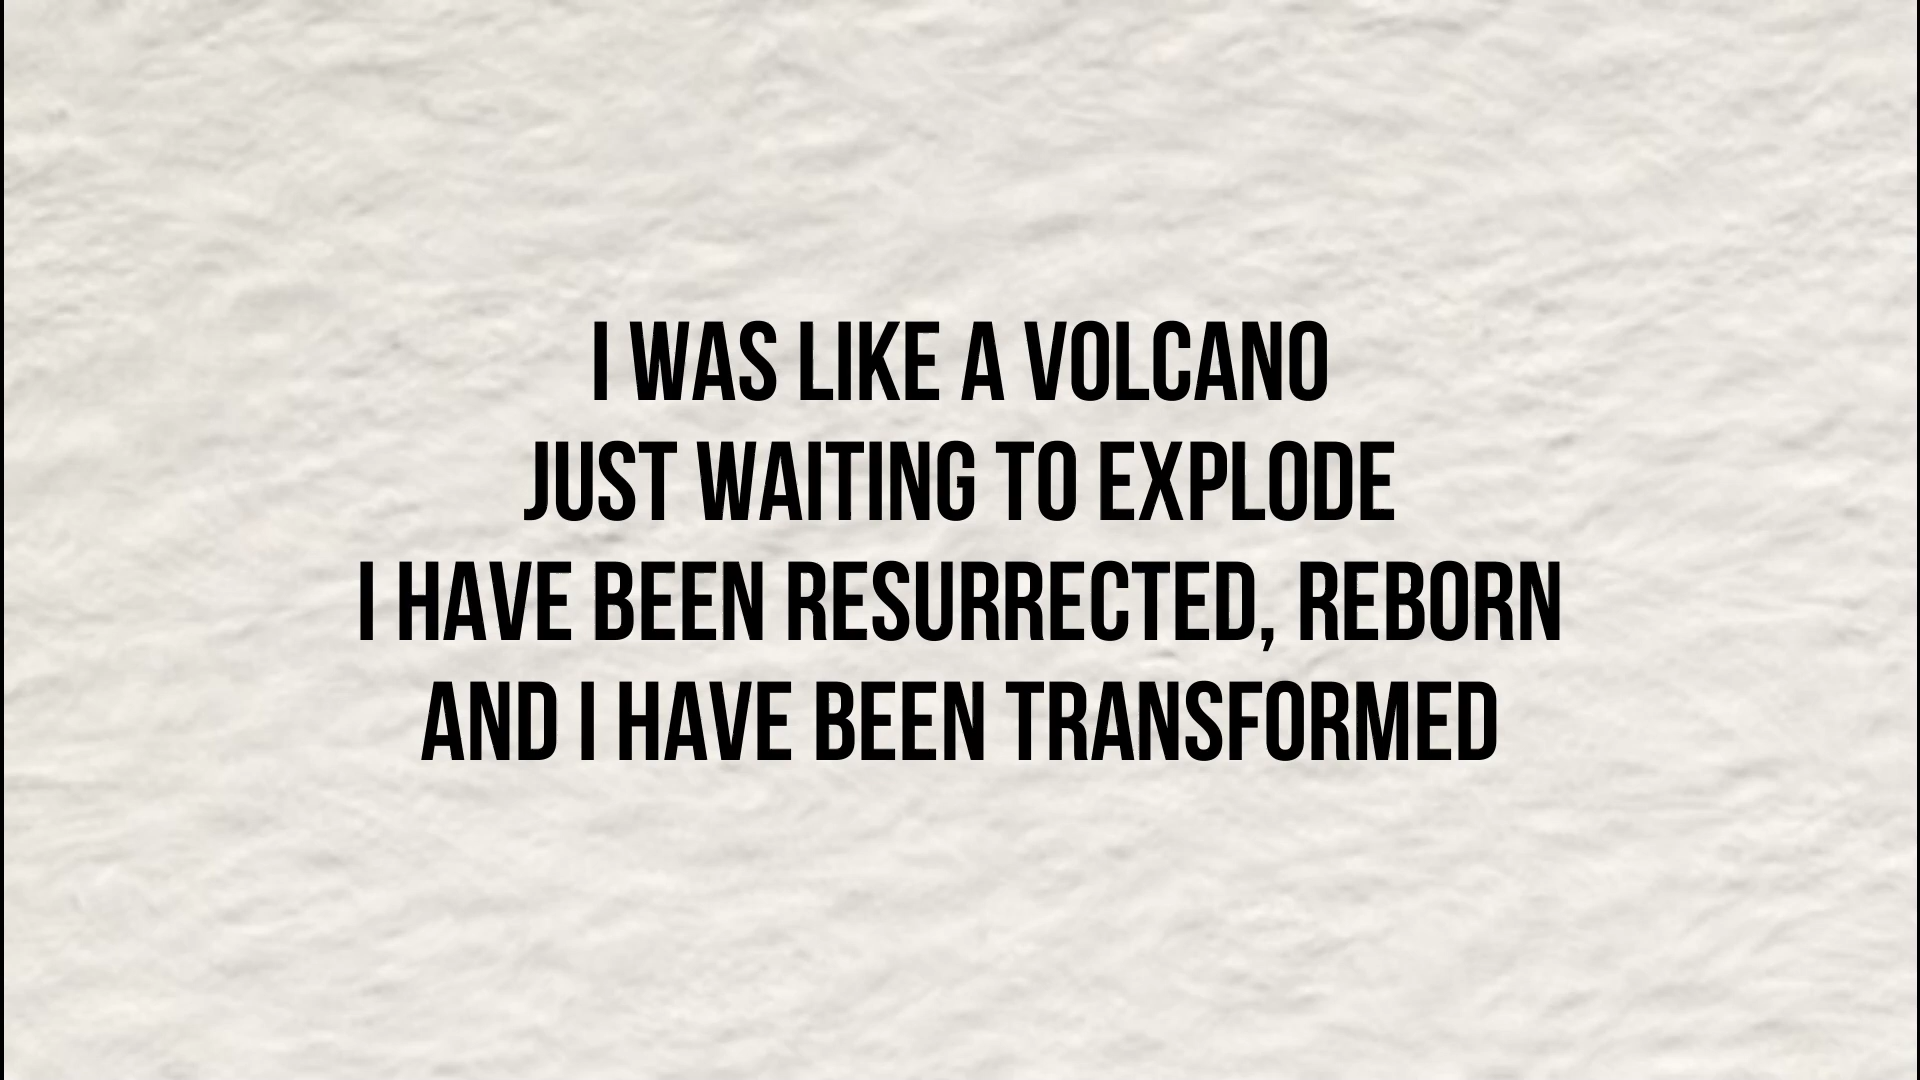 I WAS LIKE A VOLCANO
JUST WAITING TO EXPLODE
I HAVE BEEN RESURRECTED, REBORN
AND I HAVE BEEN TRANSFORMED